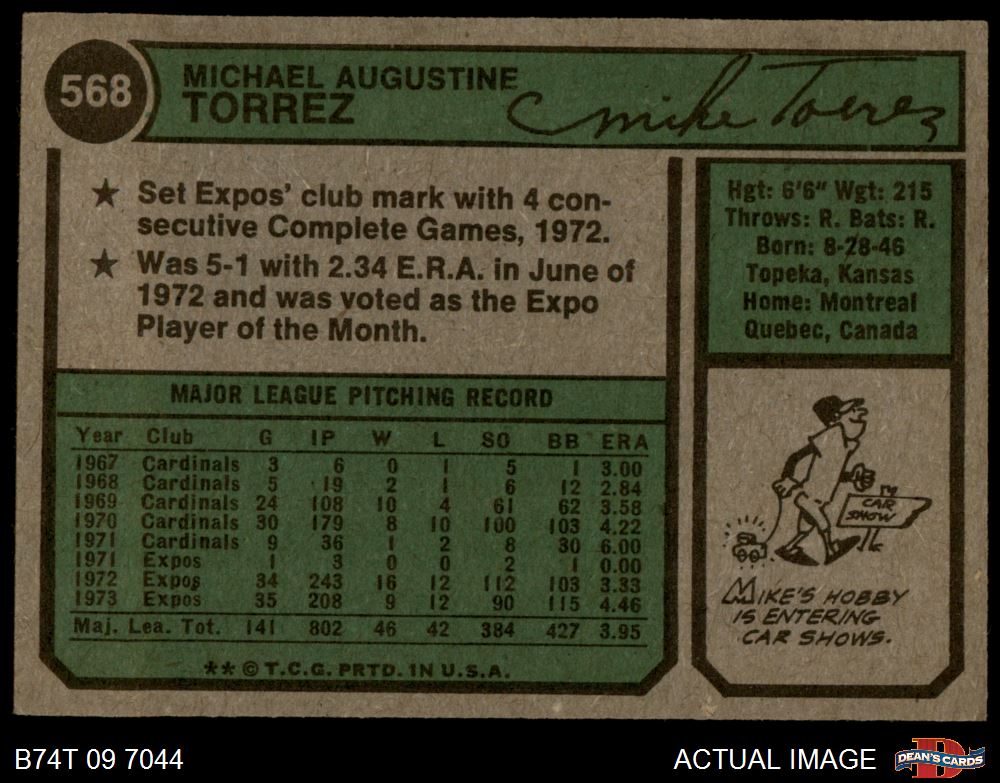 568
MICHAEL AUGUSTINE
TORREZ
Mike Torrez
★ Set Expos' club mark with 4 con-
secutive Complete Games, 1972.
★ Was 5-1 with 2.34 E.R.A. in June of
1972 and was voted as the Expo
Player of the Month.
Hgt: 6'6" Wgt: 215
Throws: R. Bats: R.
Born: 8-28-46
Topeka, Kansas
Home: Montreal
Quebec, Canada
MAJOR LEAGUE PITCHING RECORD
Year Club G IP W L SO BB ERA
1967 Cardinals 3 6 0 1 5 1 3.00
1968 Cardinals 5 19 2 1 6 12 2.84
1969 Cardinals 24 108 10 4 61 62 3.58
1970 Cardinals 30 179 8 10 100 103 4.22
1971 Cardinals 9 36 1 2 8 30 6.00
1971 Expos 1 3 0 0 2 1 0.00
1972 Expos 34 243 16 12 112 103 3.33
1973 Expos 35 208 9 12 90 115 4.46
Maj. Lea. Tot. 141 802 46 42 384 427 3.95
** © T.C.G. PRTD. IN U.S.A.
CAR
SHOW
MIKE'S HOBBY
IS ENTERING
CAR SHOWS.
B74T 09 7044
ACTUAL IMAGE
D
DEAN'S CARDS